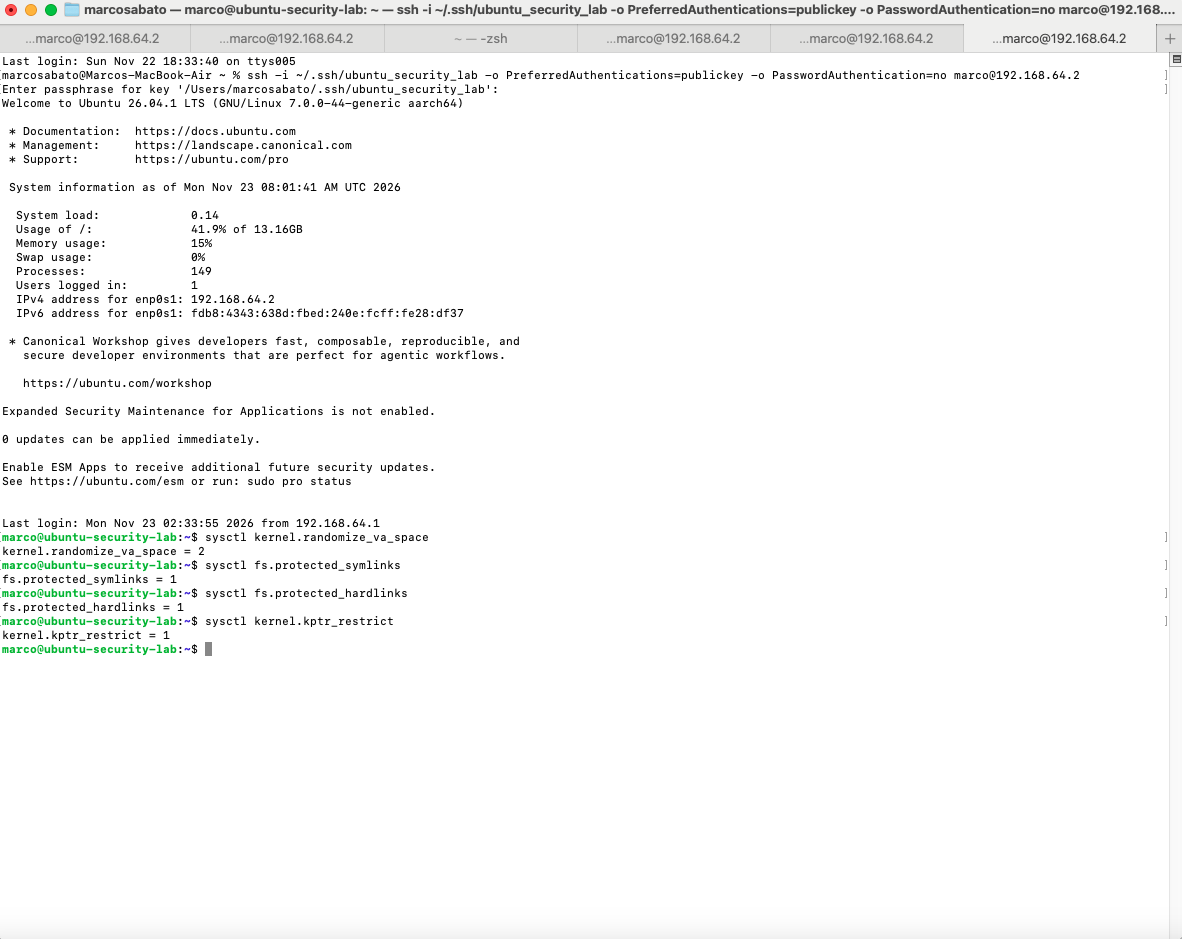 marcosabato — marco@ubuntu-security-lab: ~ — ssh -i ~/.ssh/ubuntu_security_lab -o PreferredAuthentications=publickey -o PasswordAuthentication=no marco@192.168....
...marco@192.168.64.2 ...marco@192.168.64.2 ~ — -zsh ...marco@192.168.64.2 ...marco@192.168.64.2 ...marco@192.168.64.2 +
Last login: Sun Nov 22 18:33:40 on ttys005
[marcosabato@Marcos-MacBook-Air ~ % ssh -i ~/.ssh/ubuntu_security_lab -o PreferredAuthentications=publickey -o PasswordAuthentication=no marco@192.168.64.2 ]
[Enter passphrase for key '/Users/marcosabato/.ssh/ubuntu_security_lab': ]
Welcome to Ubuntu 26.04.1 LTS (GNU/Linux 7.0.0-44-generic aarch64)
* Documentation: https://docs.ubuntu.com
* Management: https://landscape.canonical.com
* Support: https://ubuntu.com/pro
System information as of Mon Nov 23 08:01:41 AM UTC 2026
System load: 0.14
Usage of /: 41.9% of 13.16GB
Memory usage: 15%
Swap usage: 0%
Processes: 149
Users logged in: 1
IPv4 address for enp0s1: 192.168.64.2
IPv6 address for enp0s1: fdb8:4343:638d:fbed:240e:fcff:fe28:df37
* Canonical Workshop gives developers fast, composable, reproducible, and
secure developer environments that are perfect for agentic workflows.
https://ubuntu.com/workshop
Expanded Security Maintenance for Applications is not enabled.
0 updates can be applied immediately.
Enable ESM Apps to receive additional future security updates.
See https://ubuntu.com/esm or run: sudo pro status
Last login: Mon Nov 23 02:33:55 2026 from 192.168.64.1
[marco@ubuntu-security-lab:~$ sysctl kernel.randomize_va_space ]
kernel.randomize_va_space = 2
[marco@ubuntu-security-lab:~$ sysctl fs.protected_symlinks ]
fs.protected_symlinks = 1
[marco@ubuntu-security-lab:~$ sysctl fs.protected_hardlinks ]
fs.protected_hardlinks = 1
[marco@ubuntu-security-lab:~$ sysctl kernel.kptr_restrict ]
kernel.kptr_restrict = 1
marco@ubuntu-security-lab:~$